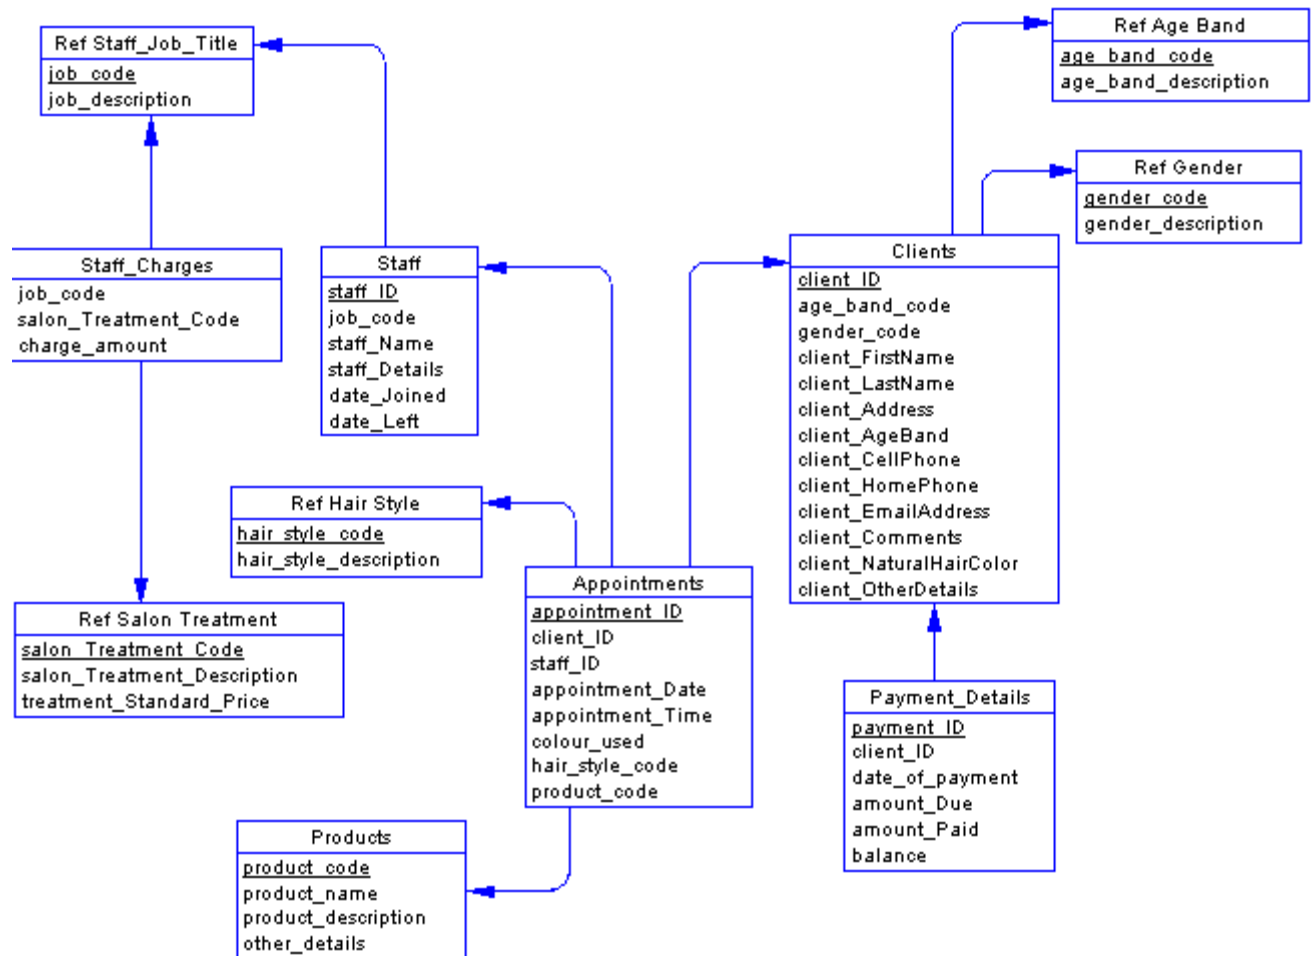 Ref Staff_Job_Title
job_code
job_description
Ref Age Band
age_band_code
age_band_description
Ref Gender
gender_code
gender_description
Staff_Charges
job_code
salon_Treatment_Code
charge_amount
Staff
staff_ID
job_code
staff_Name
staff_Details
date_Joined
date_Left
Clients
client_ID
age_band_code
gender_code
client_FirstName
client_LastName
client_Address
client_AgeBand
client_CellPhone
client_HomePhone
client_EmailAddress
client_Comments
client_NaturalHairColor
client_OtherDetails
Ref Hair Style
hair_style_code
hair_style_description
Ref Salon Treatment
salon_Treatment_Code
salon_Treatment_Description
treatment_Standard_Price
Appointments
appointment_ID
client_ID
staff_ID
appointment_Date
appointment_Time
colour_used
hair_style_code
product_code
Payment_Details
payment_ID
client_ID
date_of_payment
amount_Due
amount_Paid
balance
Products
product_code
product_name
product_description
other_details